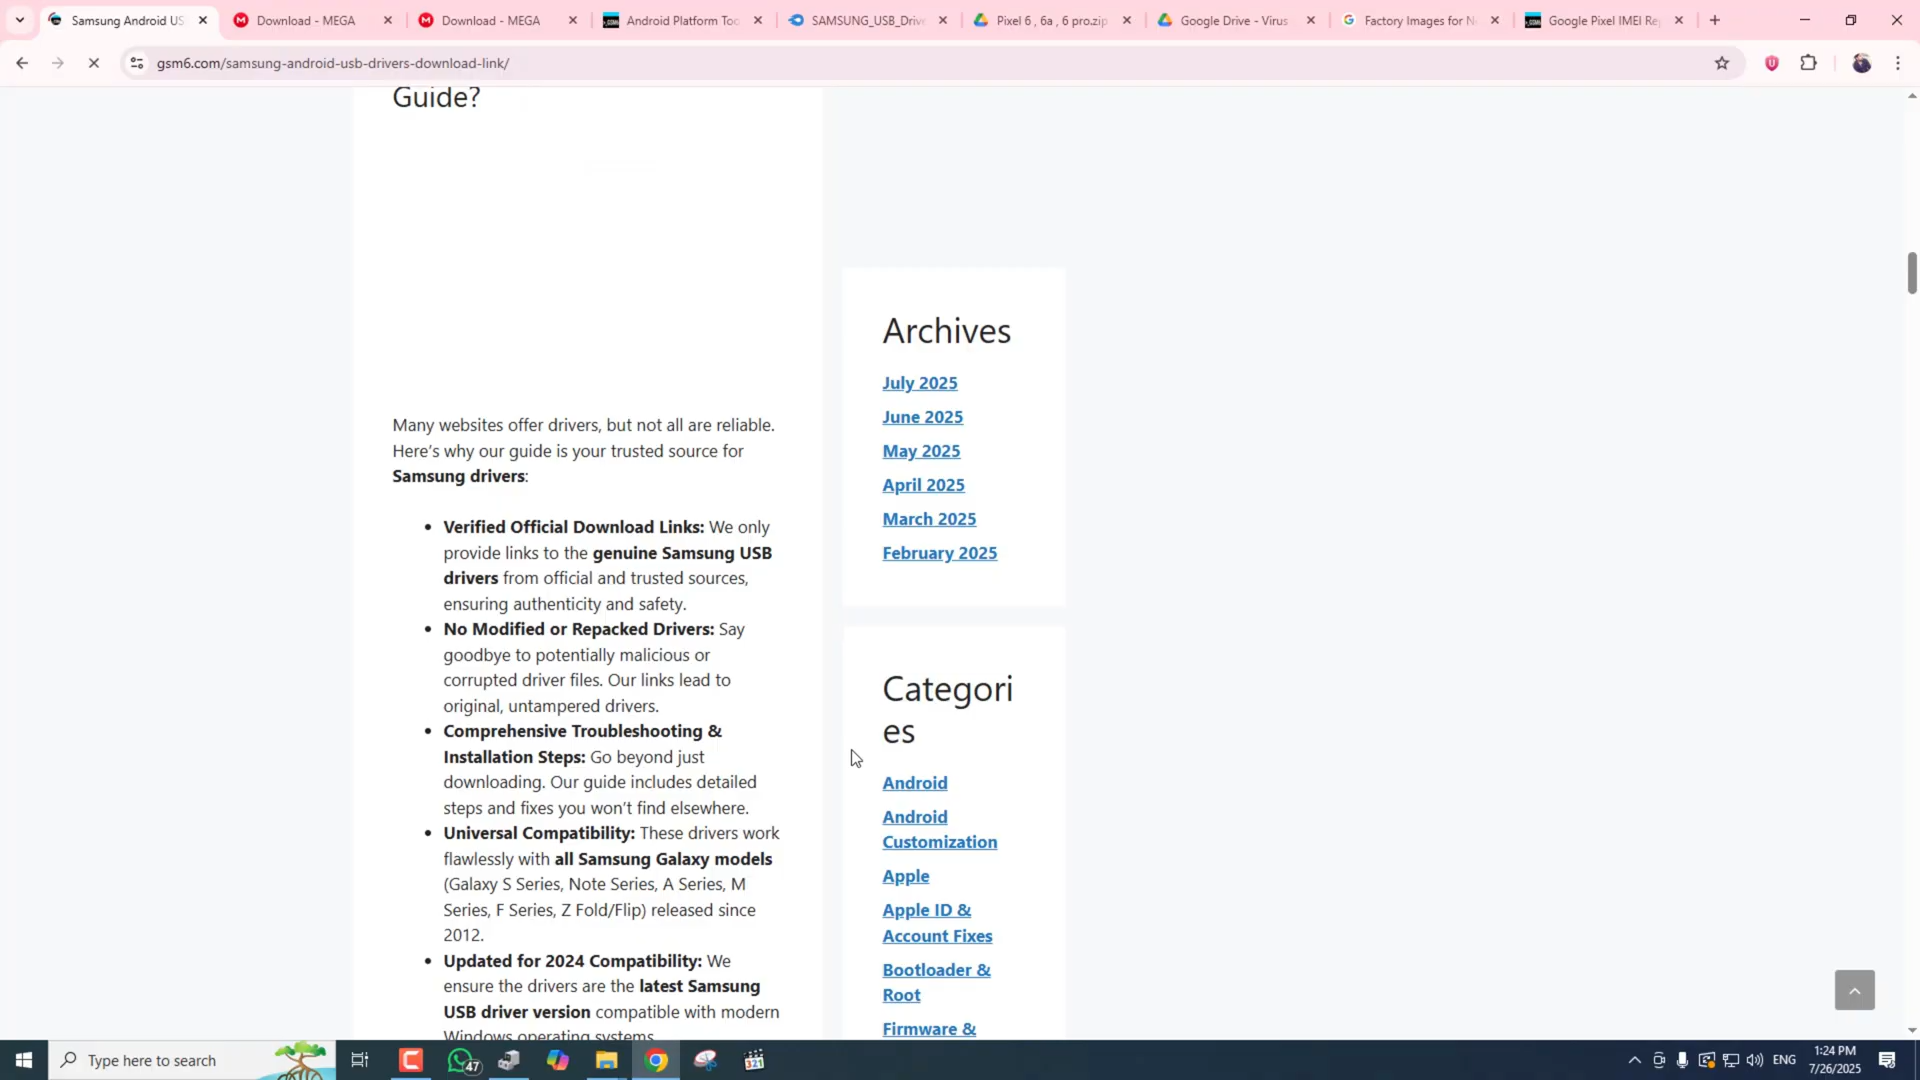 Samsung Android US
Download - MEGA
Download - MEGA
Android Platform Too
SAMSUNG_USB_Drive
Pixel 6 , 6a , 6 pro.zip
Google Drive - Virus
Factory Images for N
Google Pixel IMEI Re
gsm6.com/samsung-android-usb-drivers-download-link/
Guide?
Many websites offer drivers, but not all are reliable.
Here's why our guide is your trusted source for
Samsung drivers:
• Verified Official Download Links: We only
provide links to the genuine Samsung USB
drivers from official and trusted sources,
ensuring authenticity and safety.
• No Modified or Repacked Drivers: Say
goodbye to potentially malicious or
corrupted driver files. Our links lead to
original, untampered drivers.
• Comprehensive Troubleshooting &
Installation Steps: Go beyond just
downloading. Our guide includes detailed
steps and fixes you won't find elsewhere.
• Universal Compatibility: These drivers work
flawlessly with all Samsung Galaxy models
(Galaxy S Series, Note Series, A Series, M
Series, F Series, Z Fold/Flip) released since
2012.
• Updated for 2024 Compatibility: We
ensure the drivers are the latest Samsung
USB driver version compatible with modern
Windows operating systems.
Archives
July 2025
June 2025
May 2025
April 2025
March 2025
February 2025
Categori
es
Android
Android
Customization
Apple
Apple ID &
Account Fixes
Bootloader &
Root
Firmware &
Type here to search
47
321
ENG
1:24 PM
7/26/2025